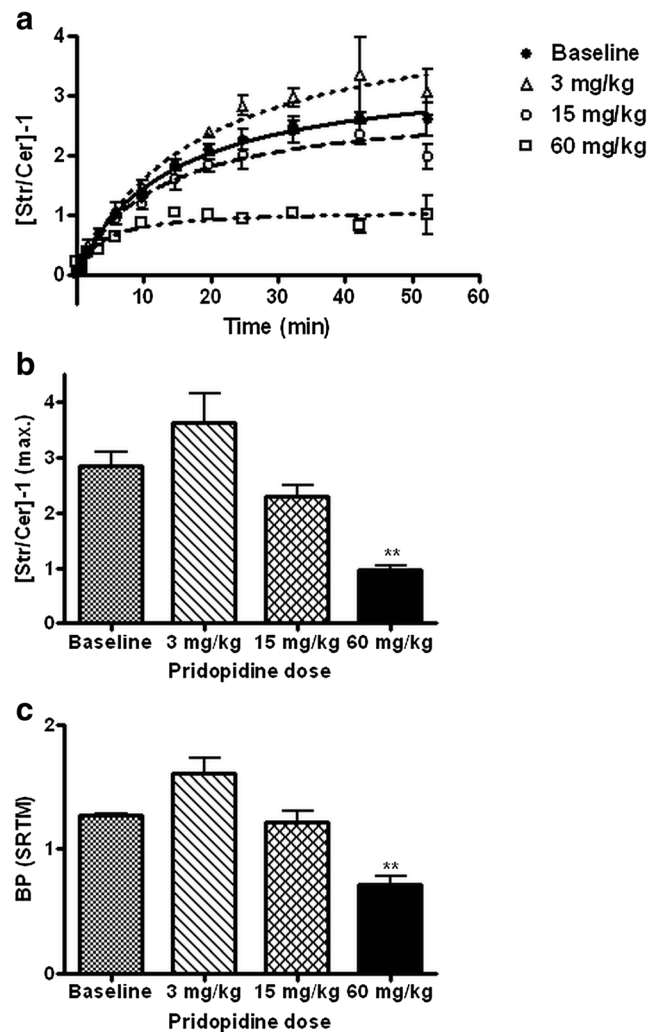 a
[Str/Cer]-1
4
3
2
1
0
10 20 30 40 50 60
Time (min)
Baseline
3 mg/kg
15 mg/kg
60 mg/kg
b
[Str/Cer]-1 (max.)
4
3
2
1
0
**
Baseline 3 mg/kg 15 mg/kg 60 mg/kg
Pridopidine dose
c
BP (SRTM)
2
1
0
**
Baseline 3 mg/kg 15 mg/kg 60 mg/kg
Pridopidine dose